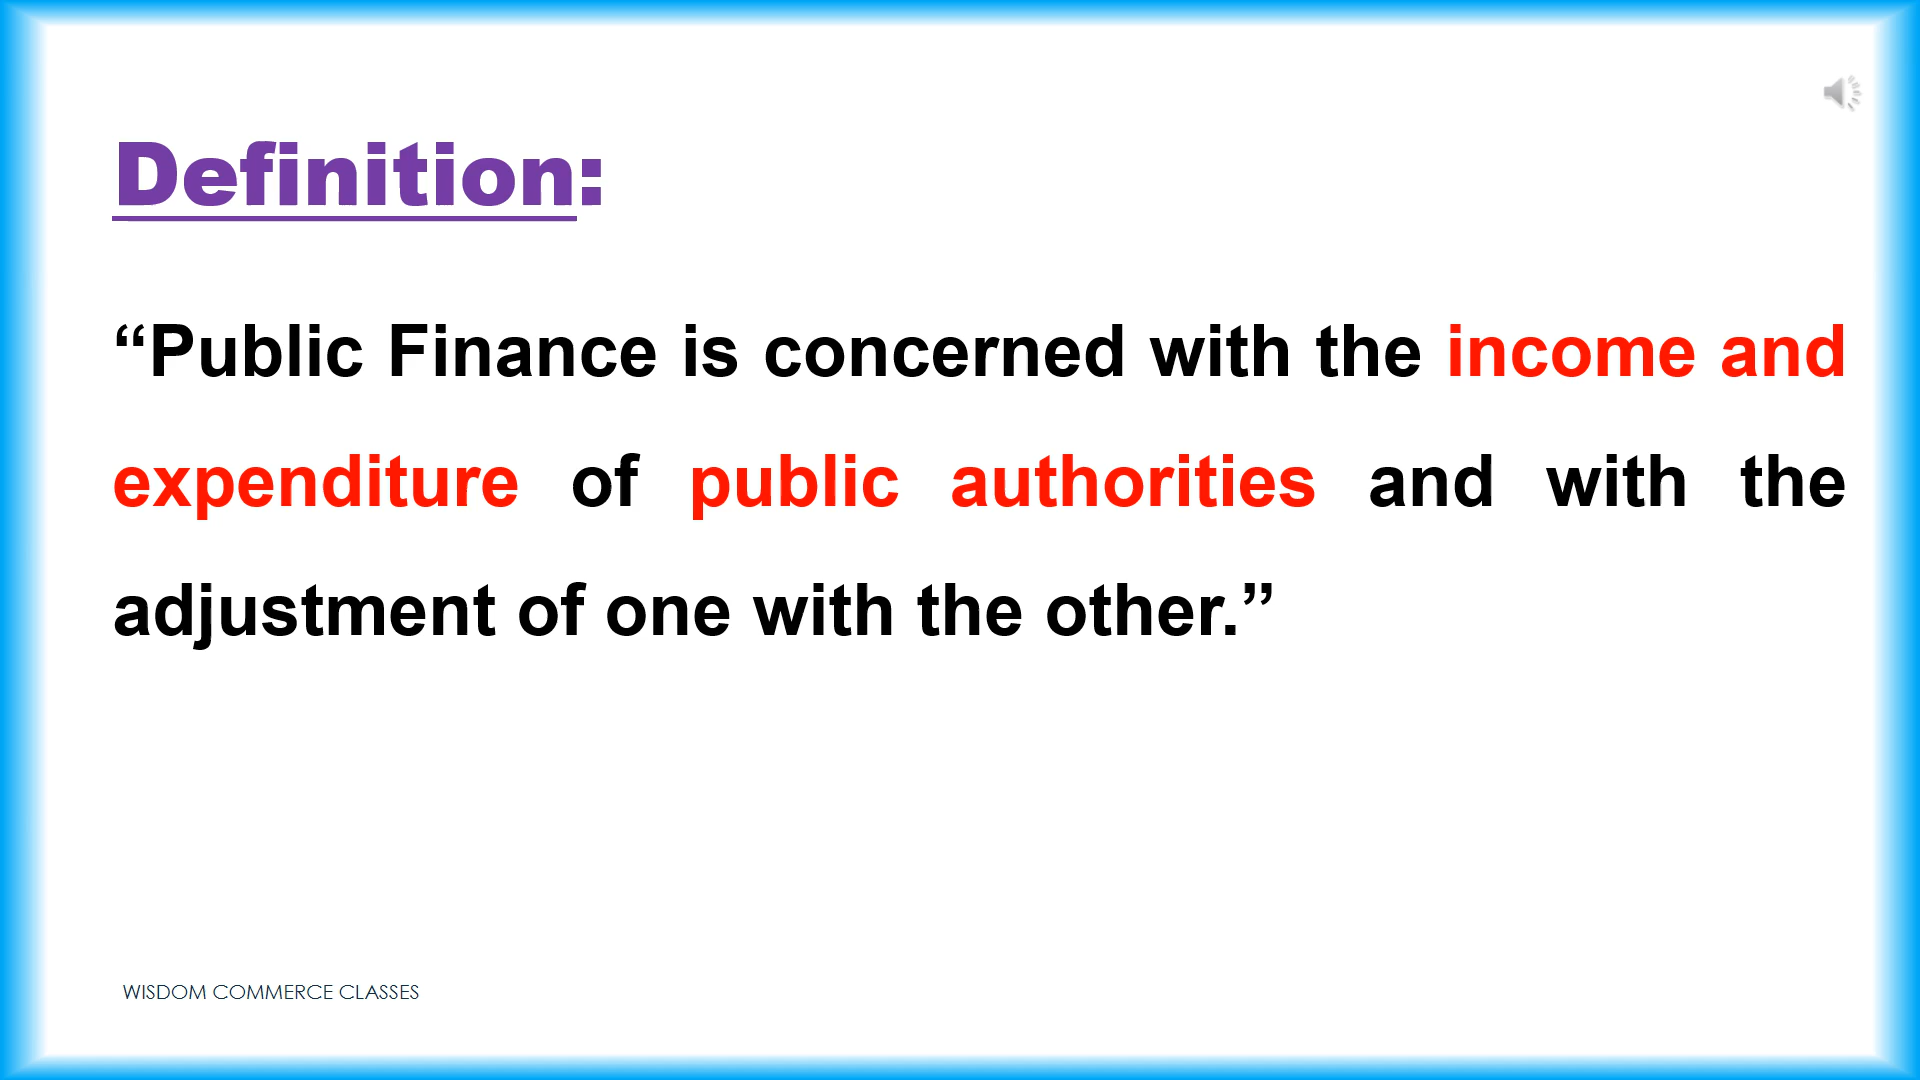 Definition:
“Public Finance is concerned with the income and
expenditure of public authorities and with the
adjustment of one with the other.”
WISDOM COMMERCE CLASSES